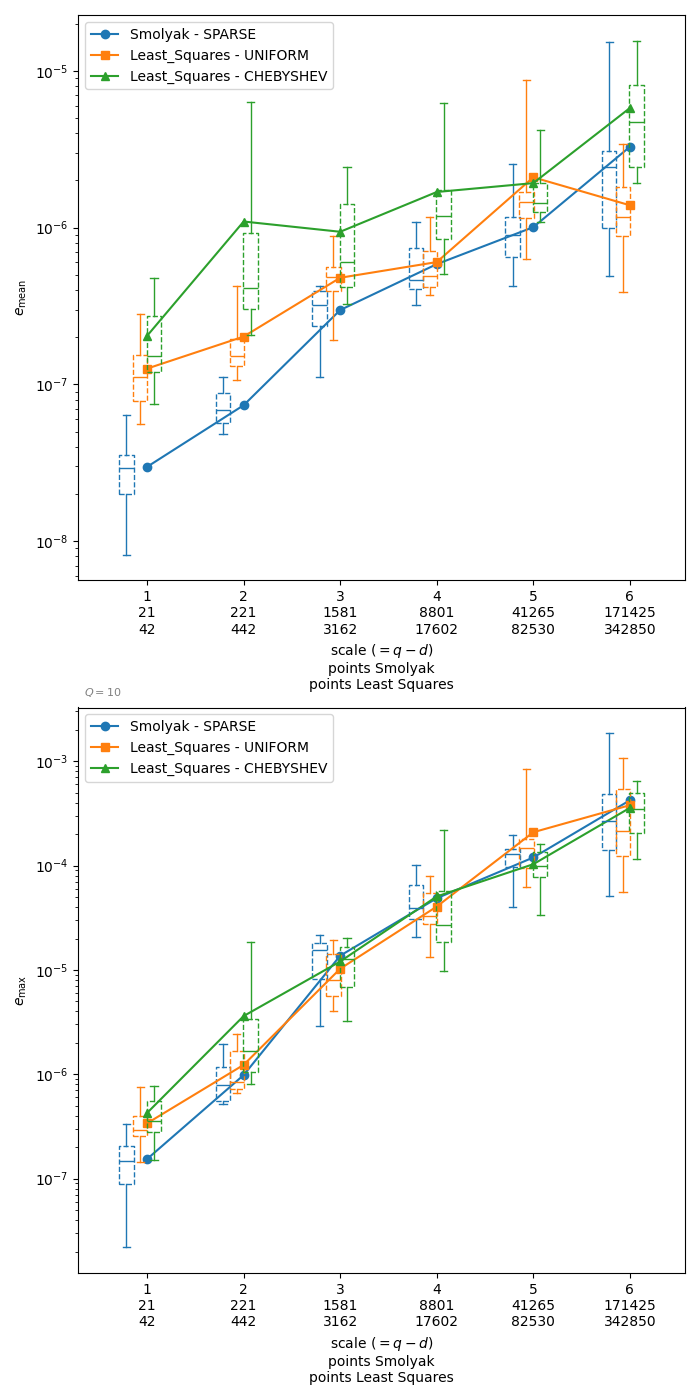 Smolyak - SPARSE
Least_Squares - UNIFORM
Least_Squares - CHEBYSHEV
10⁻⁵
10⁻⁶
10⁻⁷
10⁻⁸
e_mean
1 2 3 4 5 6
21 221 1581 8801 41265 171425
42 442 3162 17602 82530 342850
scale (= q − d)
points Smolyak
points Least Squares
Q = 10
Smolyak - SPARSE
Least_Squares - UNIFORM
Least_Squares - CHEBYSHEV
10⁻³
10⁻⁴
10⁻⁵
10⁻⁶
10⁻⁷
e_max
1 2 3 4 5 6
21 221 1581 8801 41265 171425
42 442 3162 17602 82530 342850
scale (= q − d)
points Smolyak
points Least Squares